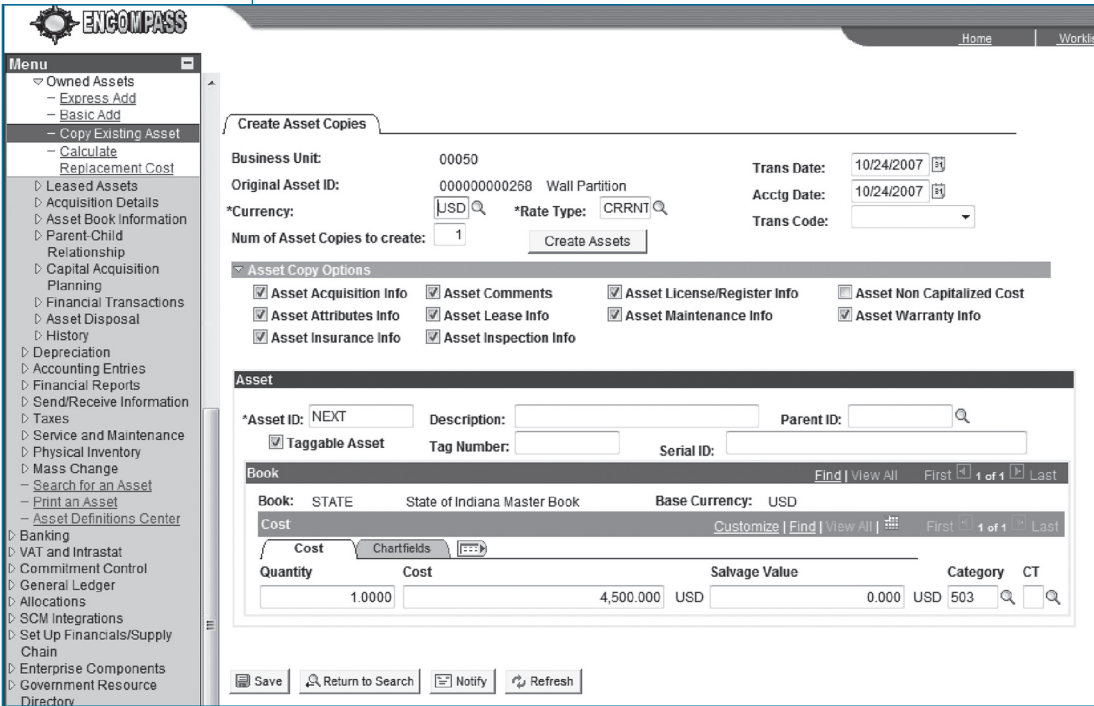 ENCOMPASS
Home
Menu
Owned Assets
– Express Add
– Basic Add
– Copy Existing Asset
– Calculate
Replacement Cost
Leased Assets
Acquisition Details
Asset Book Information
Parent-Child
Relationship
Capital Acquisition
Planning
Financial Transactions
Asset Disposal
History
Depreciation
Accounting Entries
Financial Reports
Send/Receive Information
Taxes
Service and Maintenance
Physical Inventory
Mass Change
– Search for an Asset
– Print an Asset
– Asset Definitions Center
Banking
VAT and Intrastat
Commitment Control
General Ledger
Allocations
SCM Integrations
Set Up Financials/Supply
Chain
Enterprise Components
Government Resource
Directory
Create Asset Copies
Business Unit: 00050
Trans Date: 10/24/2007
Original Asset ID: 000000000268 Wall Partition
Acctg Date: 10/24/2007
*Currency: USD *Rate Type: CRRNT
Trans Code:
Num of Asset Copies to create: 1 Create Assets
Asset Copy Options
Asset Acquisition Info Asset Comments Asset License/Register Info Asset Non Capitalized Cost
Asset Attributes Info Asset Lease Info Asset Maintenance Info Asset Warranty Info
Asset Insurance Info Asset Inspection Info
Asset
*Asset ID: NEXT Description: Parent ID:
Taggable Asset Tag Number: Serial ID:
Book Find | View All First 1 of 1 Last
Book: STATE State of Indiana Master Book Base Currency: USD
Cost Customize | Find | View All | First 1 of 1 Last
Cost Chartfields
Quantity Cost Salvage Value Category CT
1.0000 4,500.000 USD 0.000 USD 503
Save Return to Search Notify Refresh